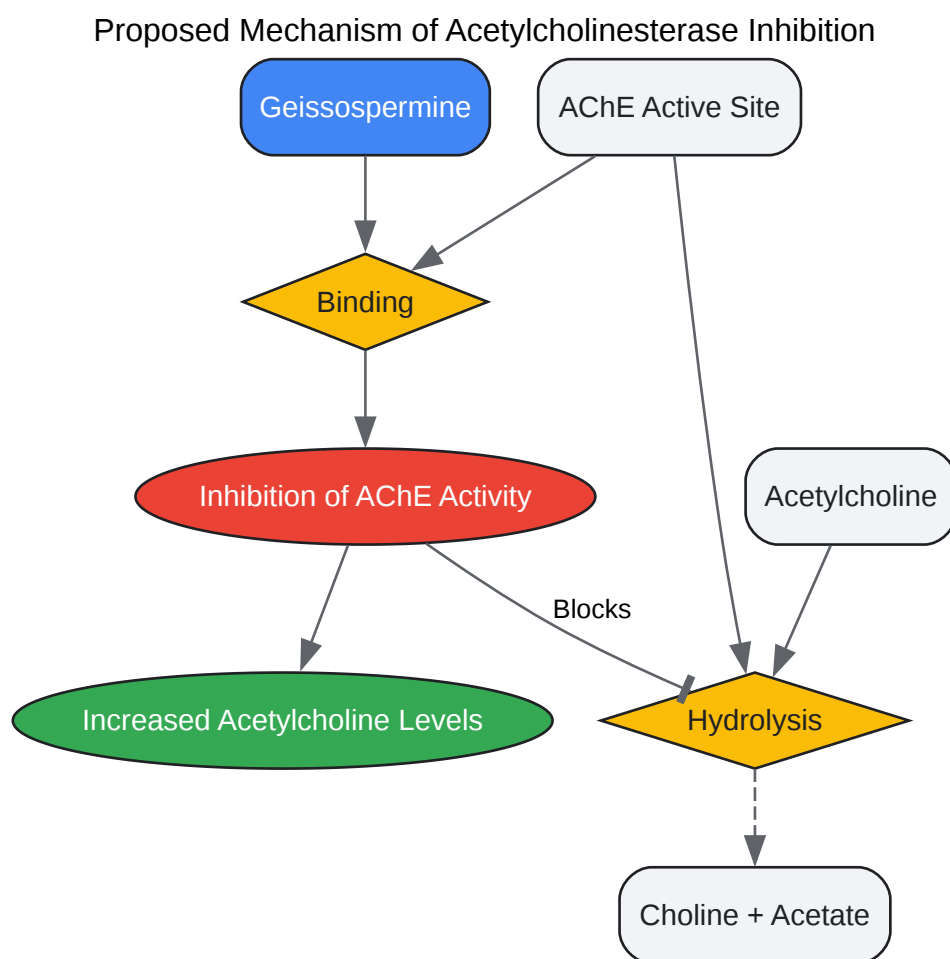 Proposed Mechanism of Acetylcholinesterase Inhibition
Geissospermine
AChE Active Site
Binding
Inhibition of AChE Activity
Acetylcholine
Blocks
Increased Acetylcholine Levels
Hydrolysis
Choline + Acetate